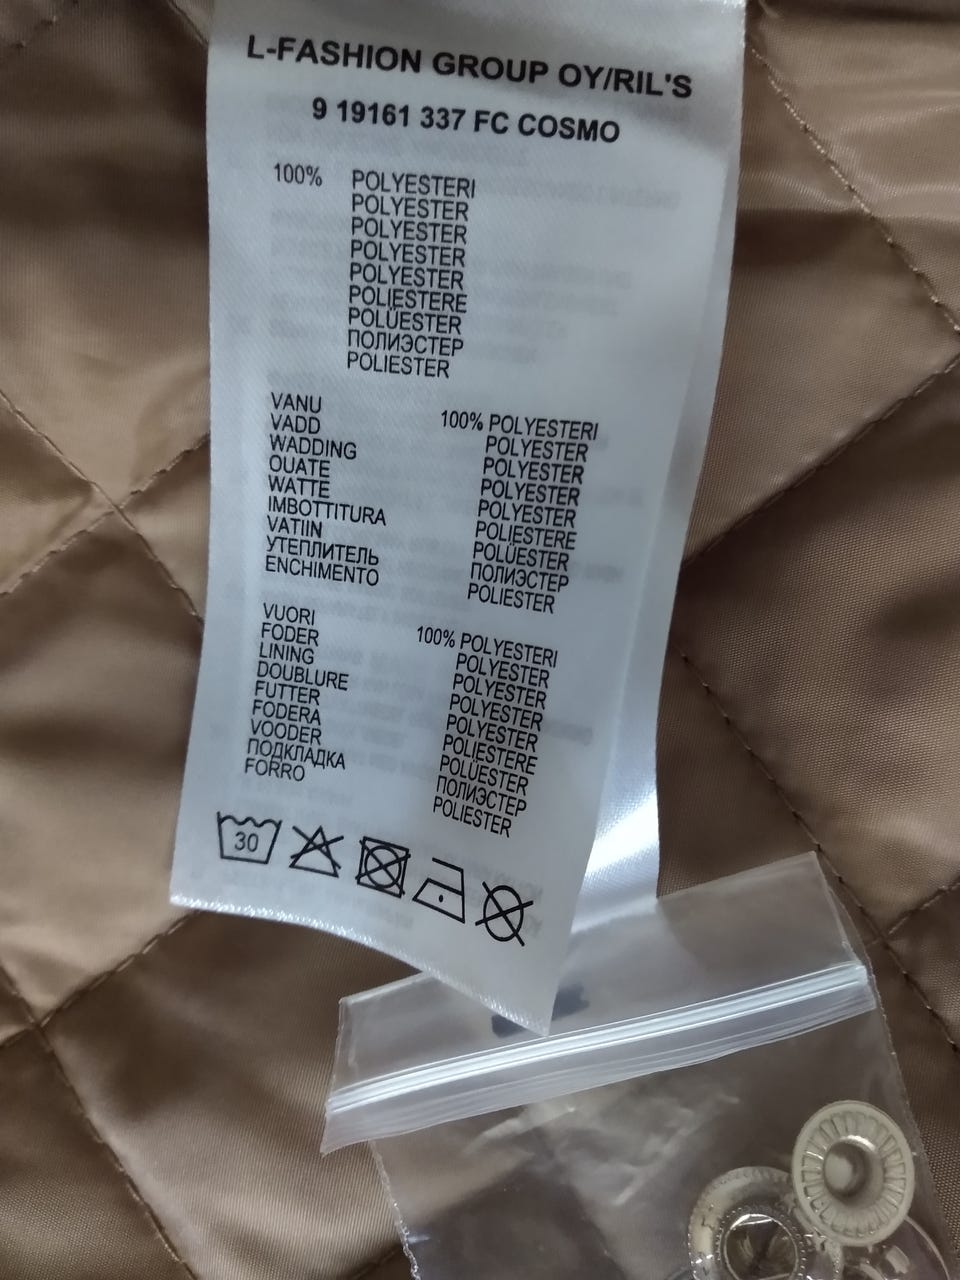 L-FASHION GROUP OY/RIL'S
9 19161 337 FC COSMO
100% POLYESTERI
POLYESTER
POLYESTER
POLYESTER
POLYESTER
POLIESTERE
POLÜESTER
ПОЛИЭСТЕР
POLIESTER
VANU 100% POLYESTERI
VADD POLYESTER
WADDING POLYESTER
OUATE POLYESTER
WATTE POLYESTER
IMBOTTITURA POLIESTERE
VATIIN POLÜESTER
УТЕПЛИТЕЛЬ ПОЛИЭСТЕР
ENCHIMENTO POLIESTER
VUORI 100% POLYESTERI
FODER POLYESTER
LINING POLYESTER
DOUBLURE POLYESTER
FUTTER POLYESTER
FODERA POLIESTERE
VOODER POLÜESTER
ПОДКЛАДКА ПОЛИЭСТЕР
FORRO POLIESTER
30